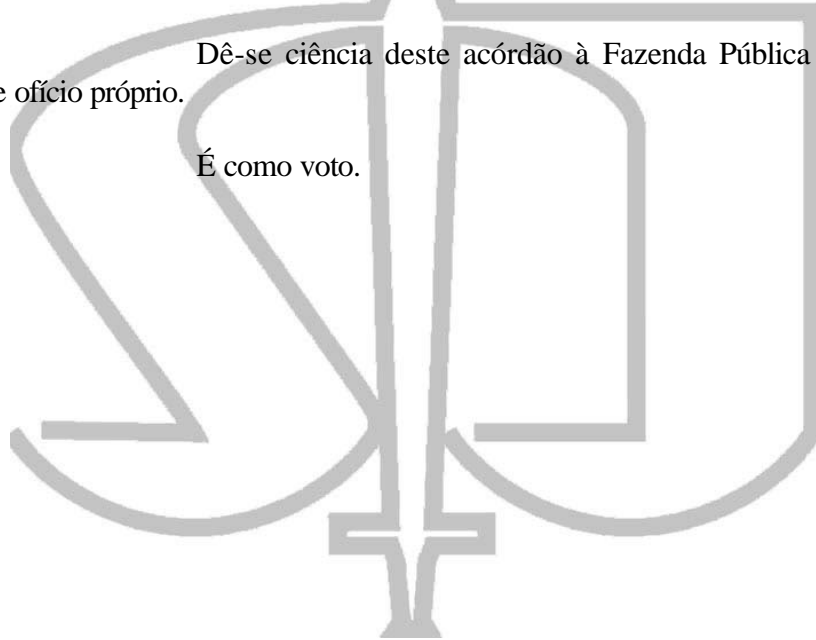 Dê-se ciência deste acórdão à Fazenda Pública
e ofício próprio.
É como voto.